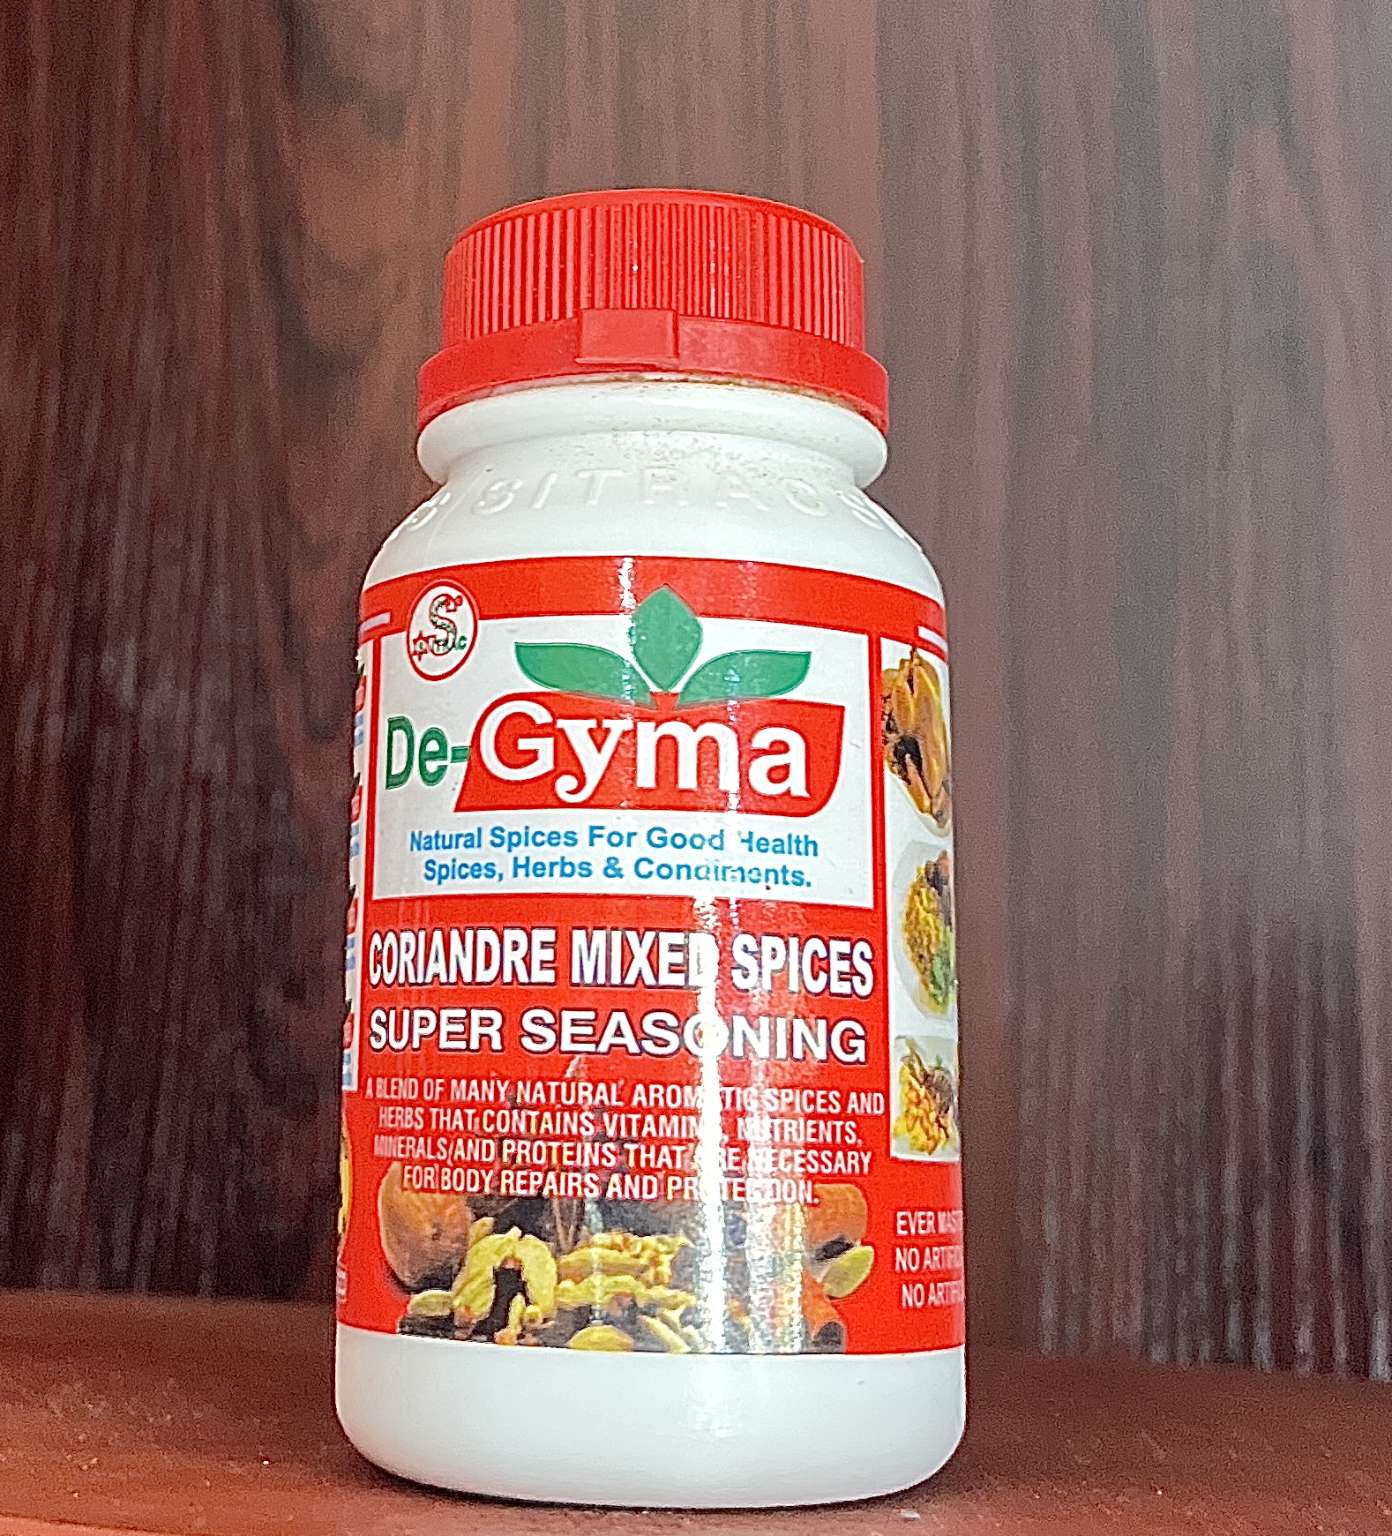 SITRACS
S
SITRAC
De-Gyma
Natural Spices For Good Health
Spices, Herbs & Condiments.
CORIANDRE MIXED SPICES
SUPER SEASONING
A BLEND OF MANY NATURAL AROMATIC SPICES AND
HERBS THAT CONTAINS VITAMINS, NUTRIENTS,
MINERALS AND PROTEINS THAT ARE NECESSARY
FOR BODY REPAIRS AND PROTECTION.
EVER
NO
NO